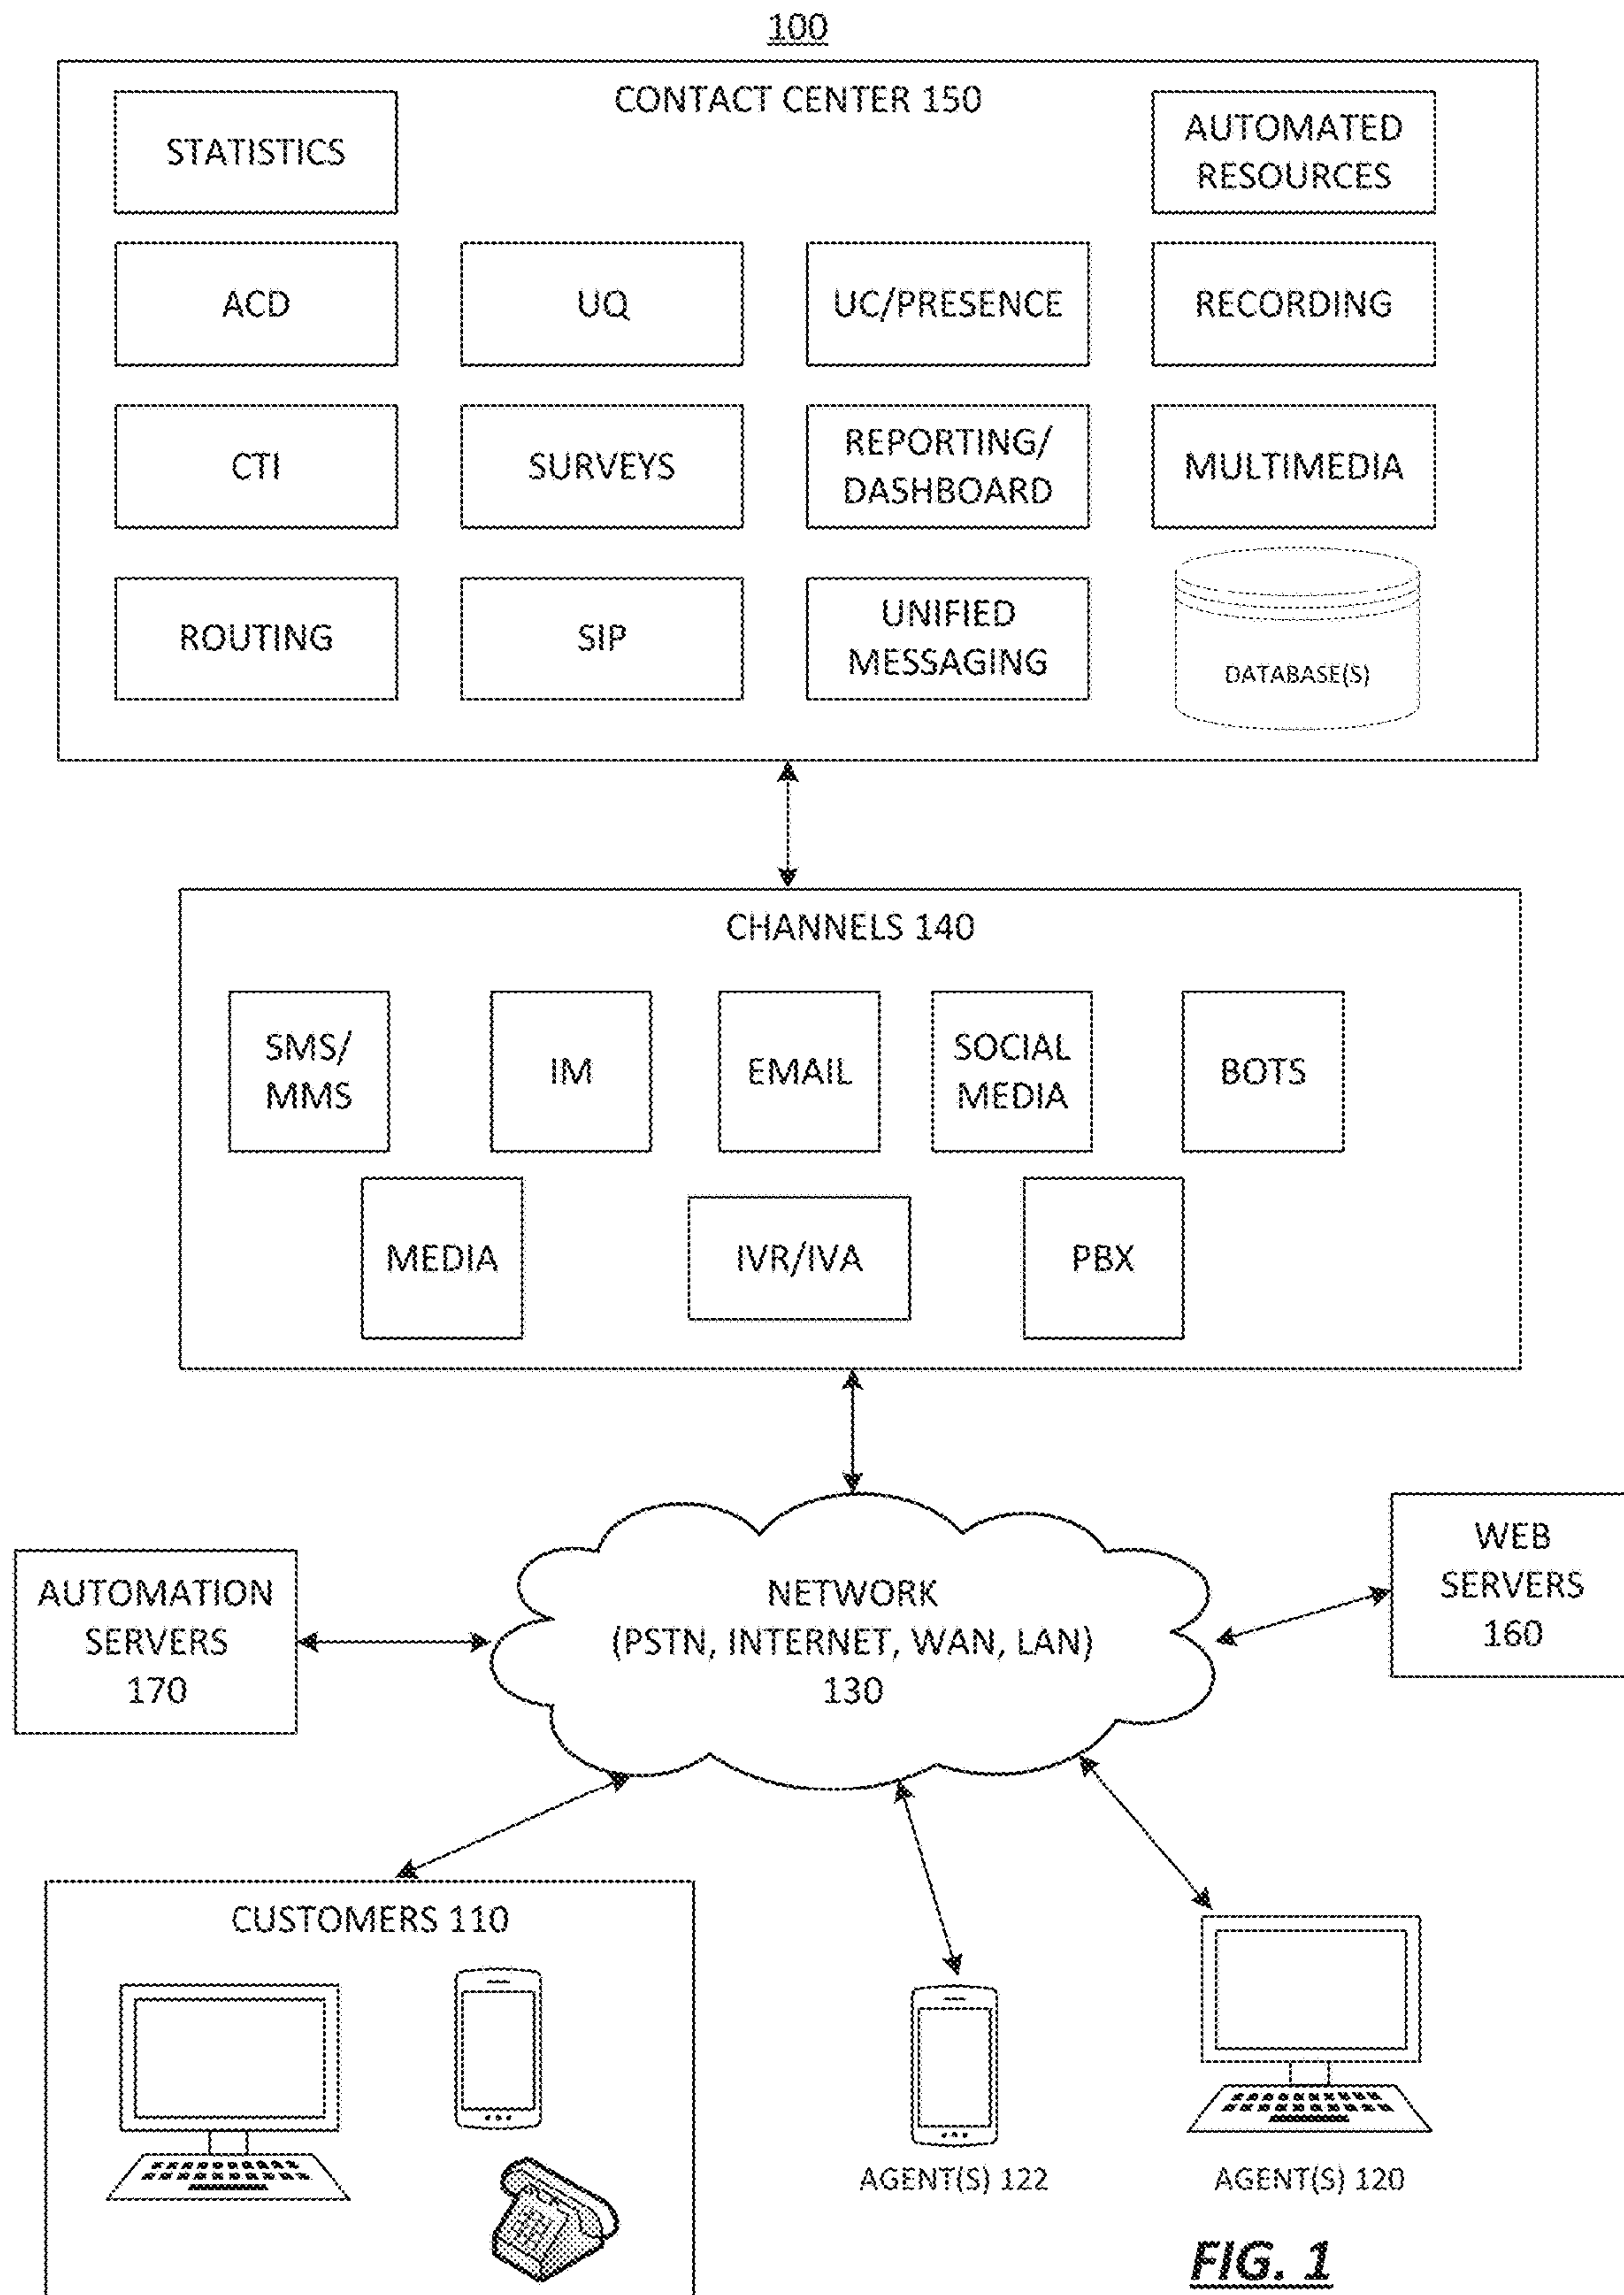 100
CONTACT CENTER 150
STATISTICS
AUTOMATED
RESOURCES
ACD
UQ
UC/PRESENCE
RECORDING
CTI
SURVEYS
REPORTING/
DASHBOARD
MULTIMEDIA
ROUTING
SIP
UNIFIED
MESSAGING
DATABASE(S)
CHANNELS 140
SMS/
MMS
IM
EMAIL
SOCIAL
MEDIA
BOTS
MEDIA
IVR/IVA
PBX
AUTOMATION
SERVERS
170
NETWORK
(PSTN, INTERNET, WAN, LAN)
130
WEB
SERVERS
160
CUSTOMERS 110
AGENT(S) 122
AGENT(S) 120
FIG. 1